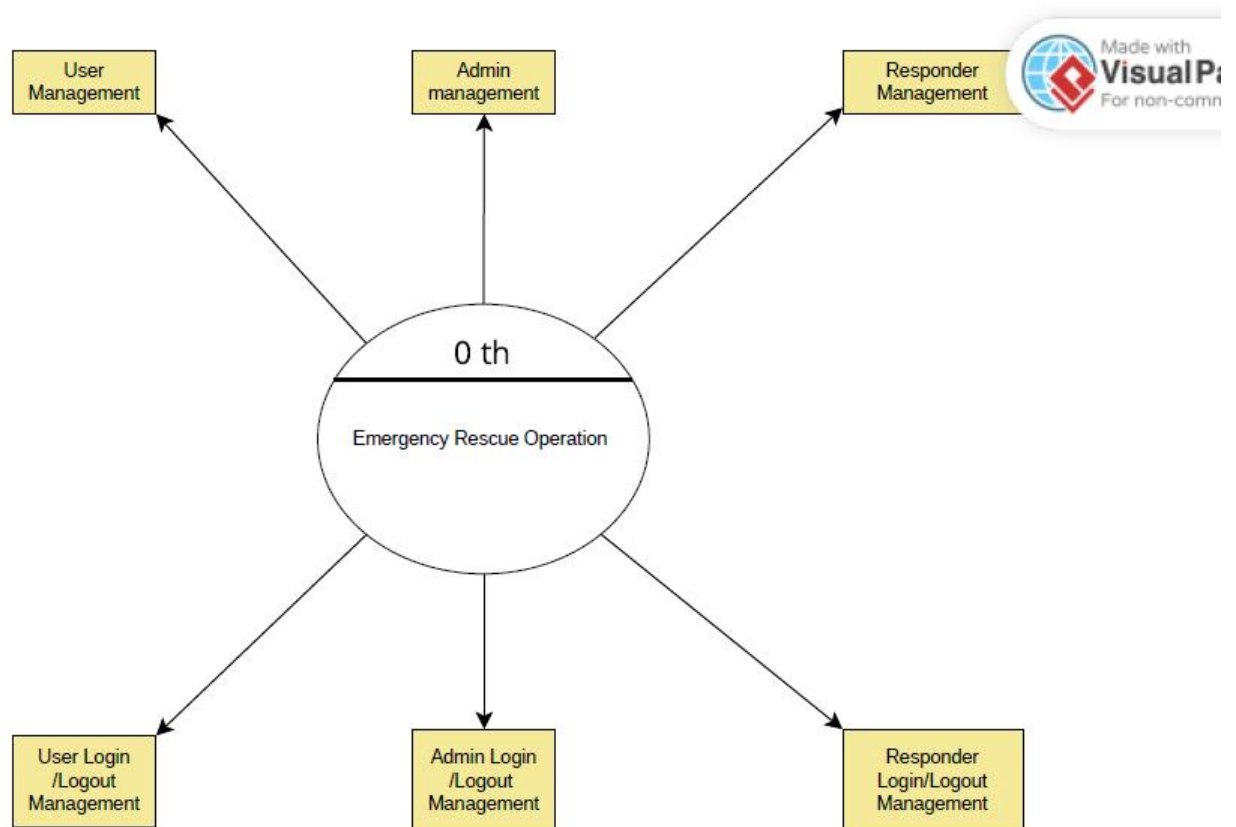 User
Management
Admin
management
Responder
Management
Made with
Visual Pa
For non-comm
0 th
Emergency Rescue Operation
User Login
/Logout
Management
Admin Login
/Logout
Management
Responder
Login/Logout
Management